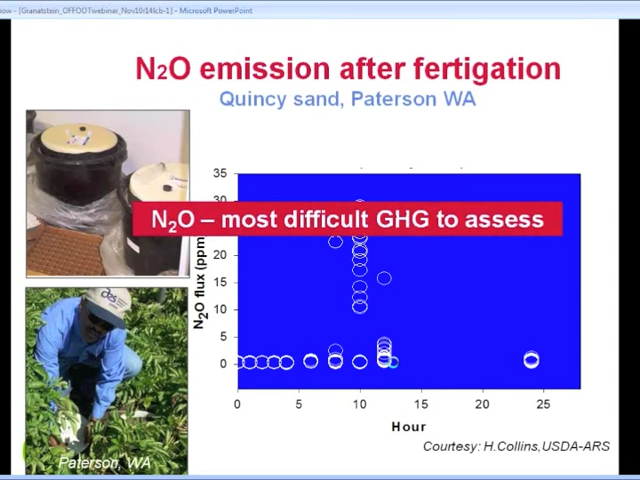 now - [Granatstein_OFFOOTwebinar_Nov10r14lcb-1] - Microsoft PowerPoint
N2O emission after fertigation
Quincy sand, Paterson WA
35
30
N2O – most difficult GHG to assess
20
15
10
5
0
N2O flux (ppm
0 5 10 15 20 25
Hour
Courtesy: H.Collins,USDA-ARS
Paterson, WA